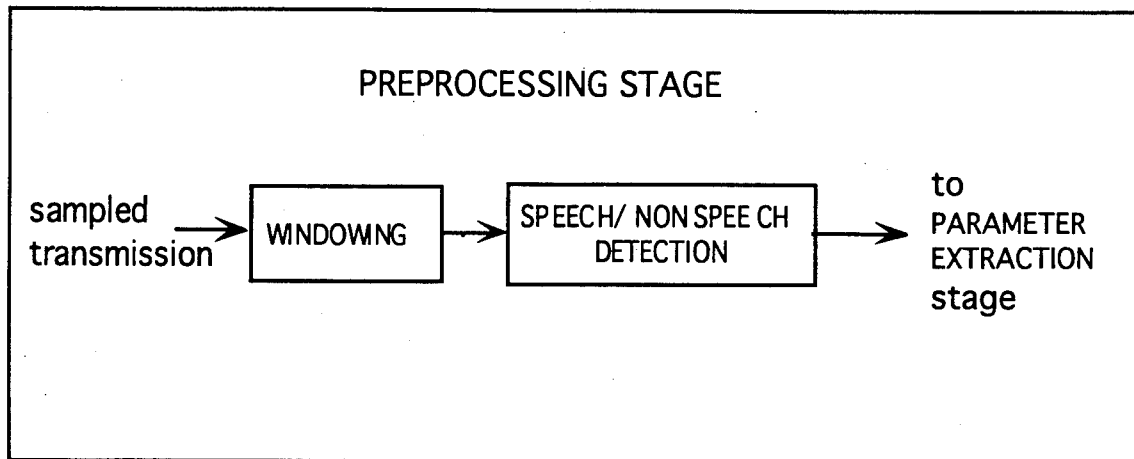 PREPROCESSING STAGE
sampled
transmission
WINDOWING
SPEECH/ NON SPEECH
DETECTION
to
PARAMETER
EXTRACTION
stage